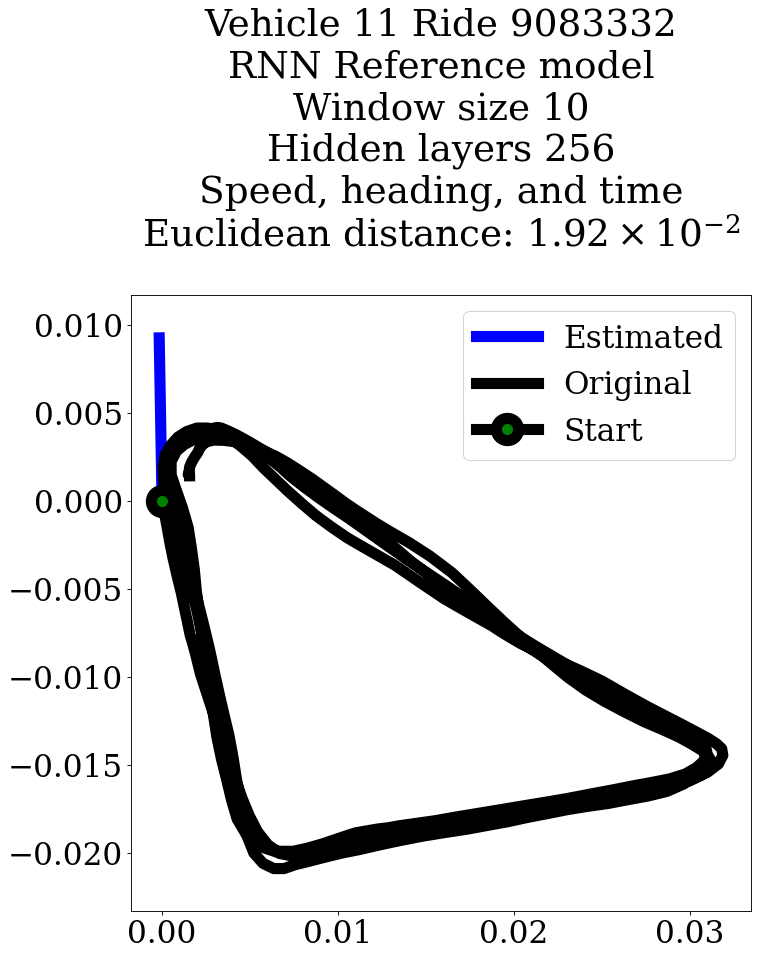 Vehicle 11 Ride 9083332
RNN Reference model
Window size 10
Hidden layers 256
Speed, heading, and time
Euclidean distance: 1.92 × 10⁻²
Estimated
Original
Start
0.010
0.005
0.000
−0.005
−0.010
−0.015
−0.020
0.00 0.01 0.02 0.03